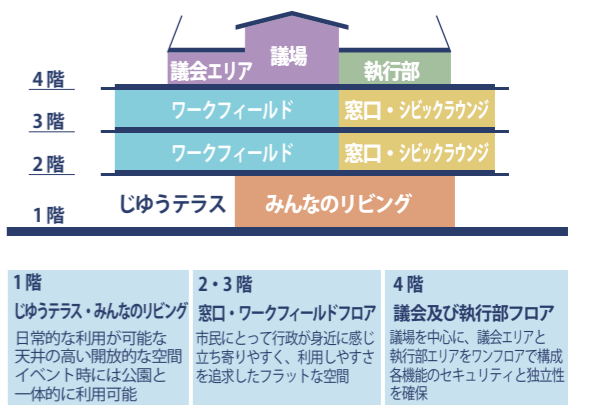 議場
議会エリア
執行部
4階
ワークフィールド
窓口・シビックラウンジ
3階
ワークフィールド
窓口・シビックラウンジ
2階
じゆうテラス
みんなのリビング
1階
1階
じゆうテラス・みんなのリビング
日常的な利用が可能な
天井の高い開放的な空間
イベント時には公園と
一体的に利用可能
2・3階
窓口・ワークフィールドフロア
市民にとって行政が身近に感じ
立ち寄りやすく、利用しやすさ
を追求したフラットな空間
4階
議会及び執行部フロア
議場を中心に、議会エリアと
執行部エリアをワンフロアで構成
各機能のセキュリティと独立性
を確保